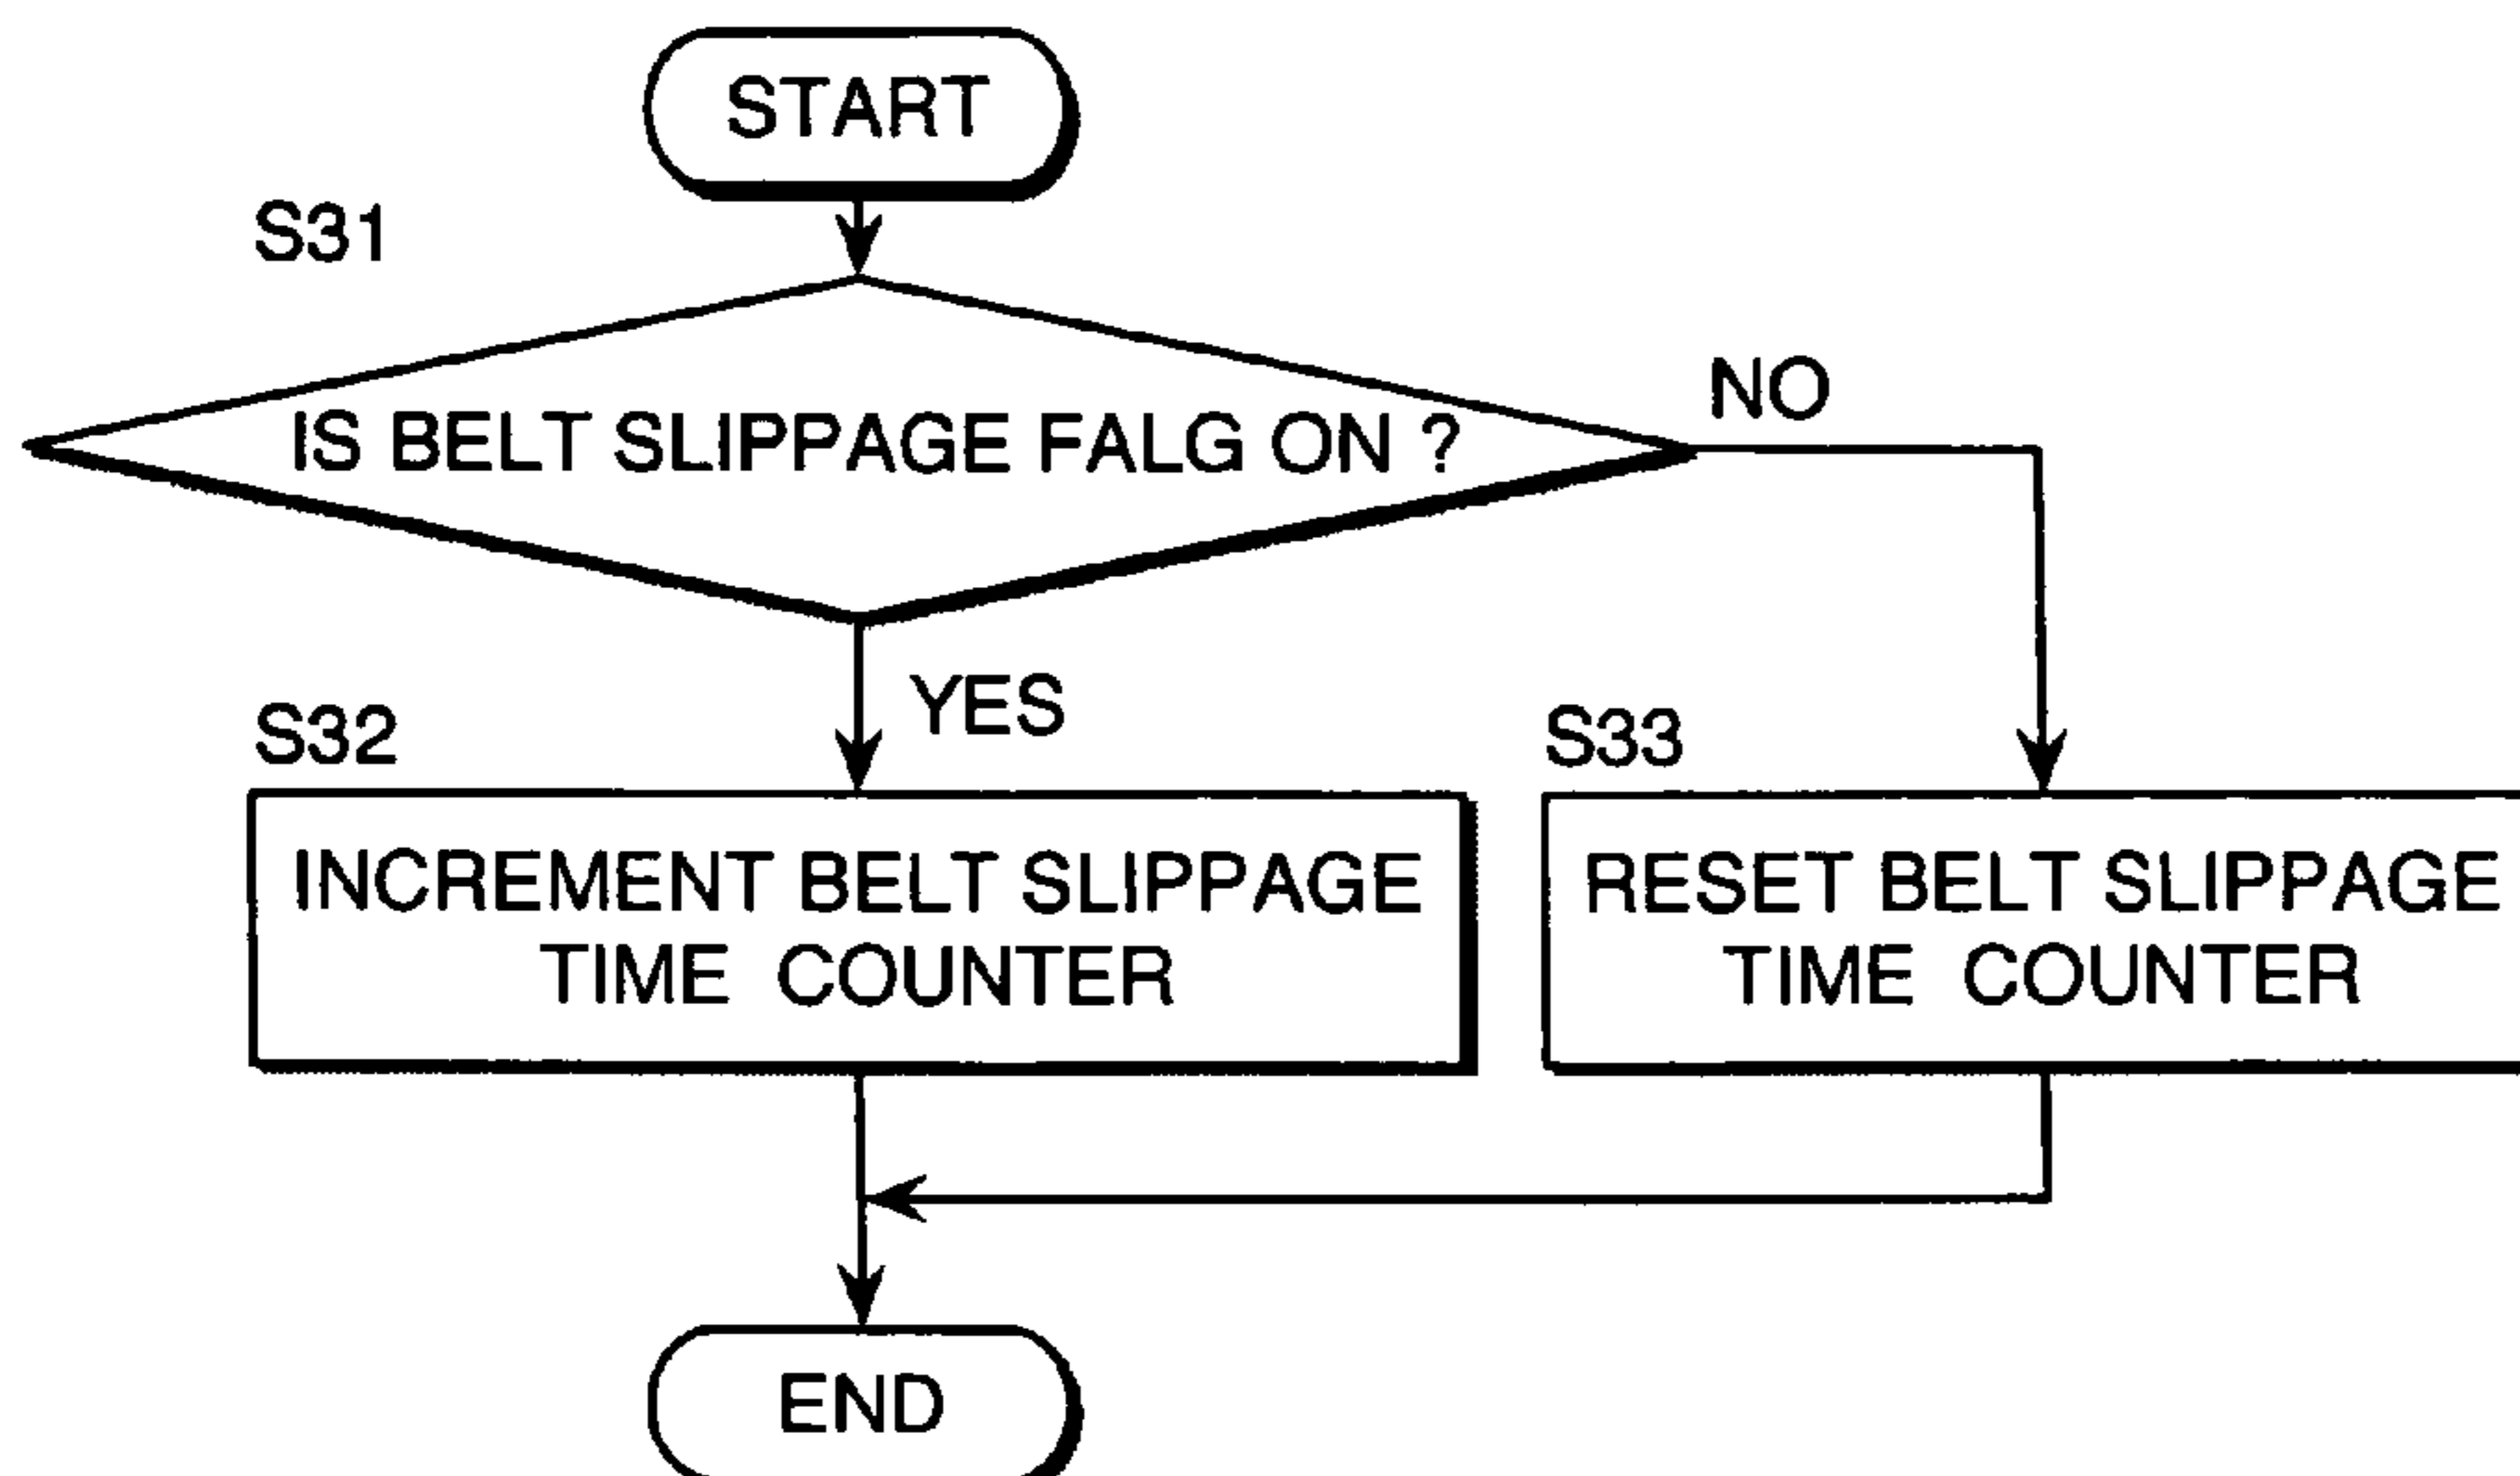 START
S31
IS BELT SLIPPAGE FALG ON ?
NO
YES
S32
S33
INCREMENT BELT SLIPPAGE
TIME COUNTER
RESET BELT SLIPPAGE
TIME COUNTER
END